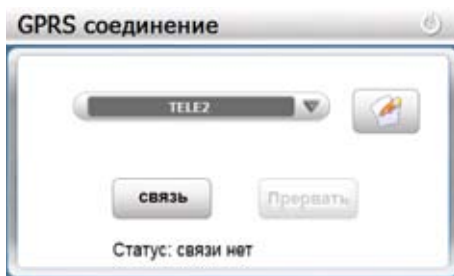 GPRS соединение
TELE2
связь
Прервать
Статус: связи нет